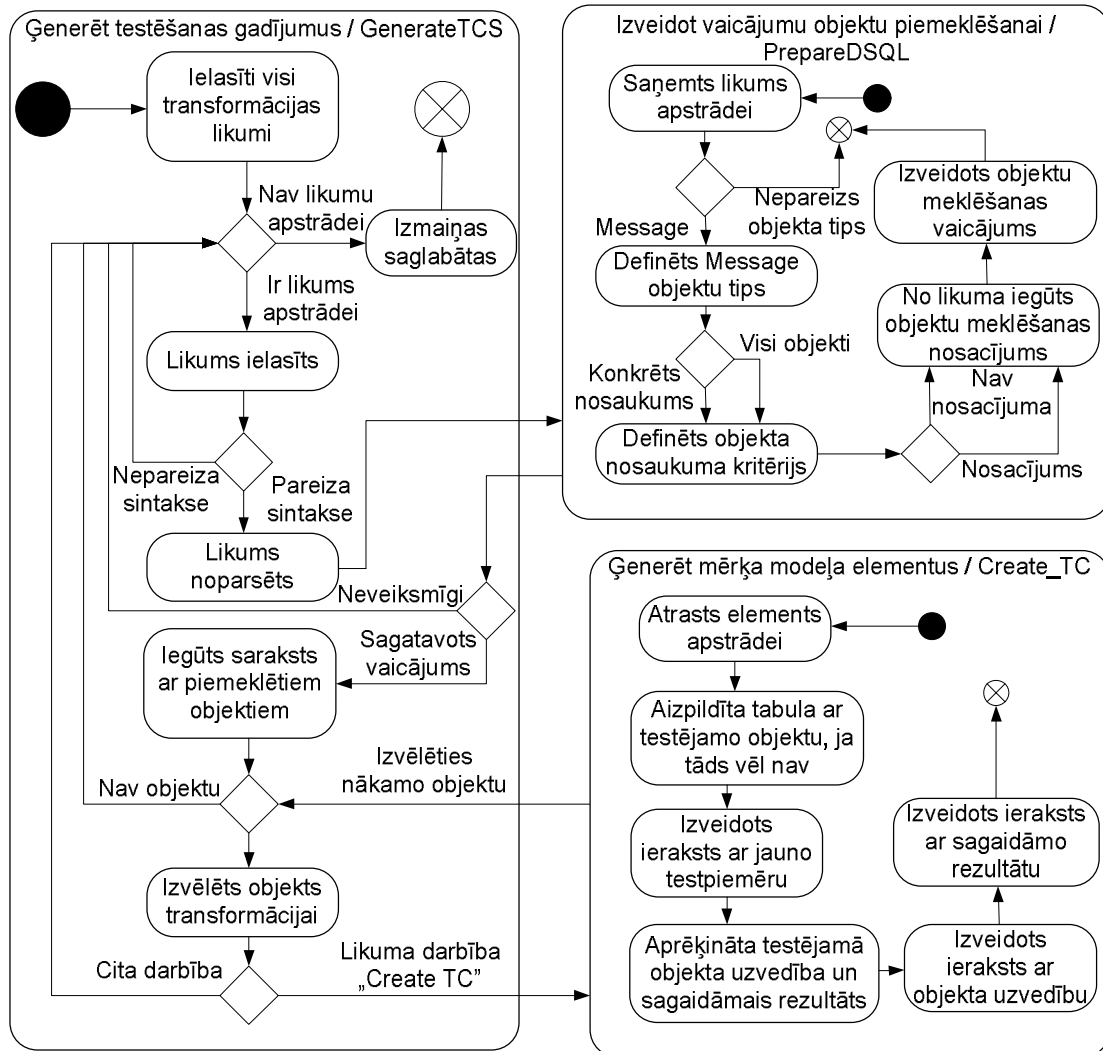 Ģenerēt testēšanas gadījumus / GenerateTCS
Ielasīti visi
transformācijas
likumi
Nav likumu
apstrādei
Izmaiņas
saglabātas
Ir likums
apstrādei
Likums ielasīts
Nepareiza
sintakse
Pareiza
sintakse
Likums
noparsēts
Neveiksmīgi
Sagatavots
vaicājums
Iegūts saraksts
ar piemeklētiem
objektiem
Nav objektu
Izvēlēties
nākamo objektu
Izvēlēts objekts
transformācijai
Cita darbība
Likuma darbība
„Create TC”
Izveidot vaicājumu objektu piemeklēšanai /
PrepareDSQL
Saņemts likums
apstrādei
Nepareizs
objekta tips
Message
Definēts Message
objektu tips
Visi objekti
Konkrēts
nosaukums
Definēts objekta
nosaukuma kritērijs
Izveidots objektu
meklēšanas
vaicājums
No likuma iegūts
objektu meklēšanas
nosacījums
Nav
nosacījuma
Nosacījums
Ģenerēt mērķa modeļa elementus / Create_TC
Atrasts elements
apstrādei
Aizpildīta tabula ar
testējamo objektu, ja
tāds vēl nav
Izveidots
ieraksts ar jauno
testpiemēru
Aprēķināta testējamā
objekta uzvedība un
sagaidāmais rezultāts
Izveidots
ieraksts ar
objekta uzvedību
Izveidots ieraksts
ar sagaidāmo
rezultātu